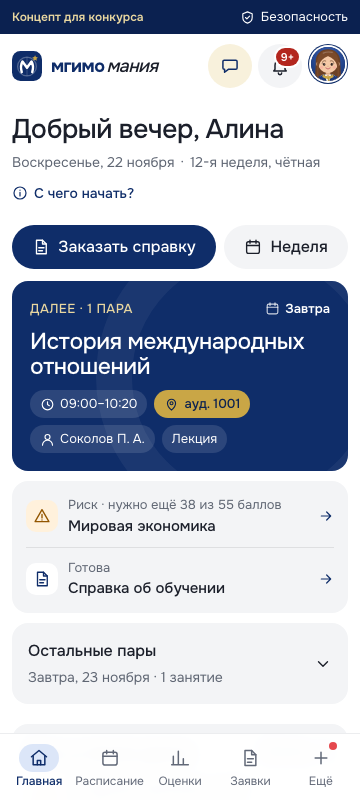 Концепт для конкурса
Безопасность
МГИМО МАНИЯ
9+
Добрый вечер, Алина
Воскресенье, 22 ноября · 12-я неделя, чётная
С чего начать?
Заказать справку
Неделя
ДАЛЕЕ · 1 ПАРА
Завтра
История международных
отношений
09:00–10:20
ауд. 1001
Соколов П. А.
Лекция
Риск · нужно ещё 38 из 55 баллов
Мировая экономика
Готова
Справка об обучении
Остальные пары
Завтра, 23 ноября · 1 занятие
Главная
Расписание
Оценки
Заявки
Ещё